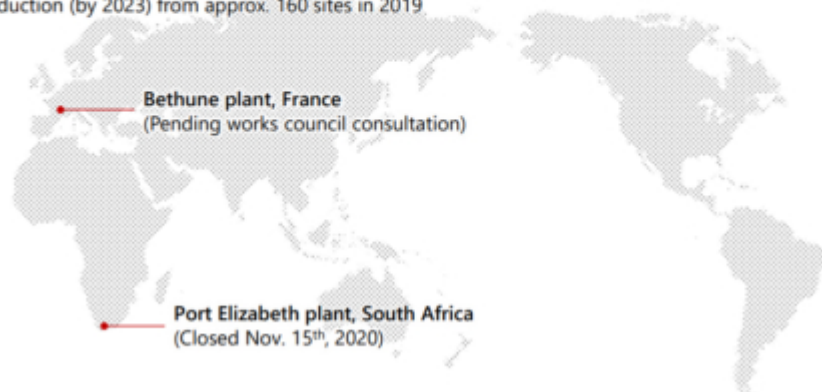 duction (by 2023) from approx. 160 sites in 2019
Bethune plant, France
(Pending works council consultation)
Port Elizabeth plant, South Africa
(Closed Nov. 15th, 2020)